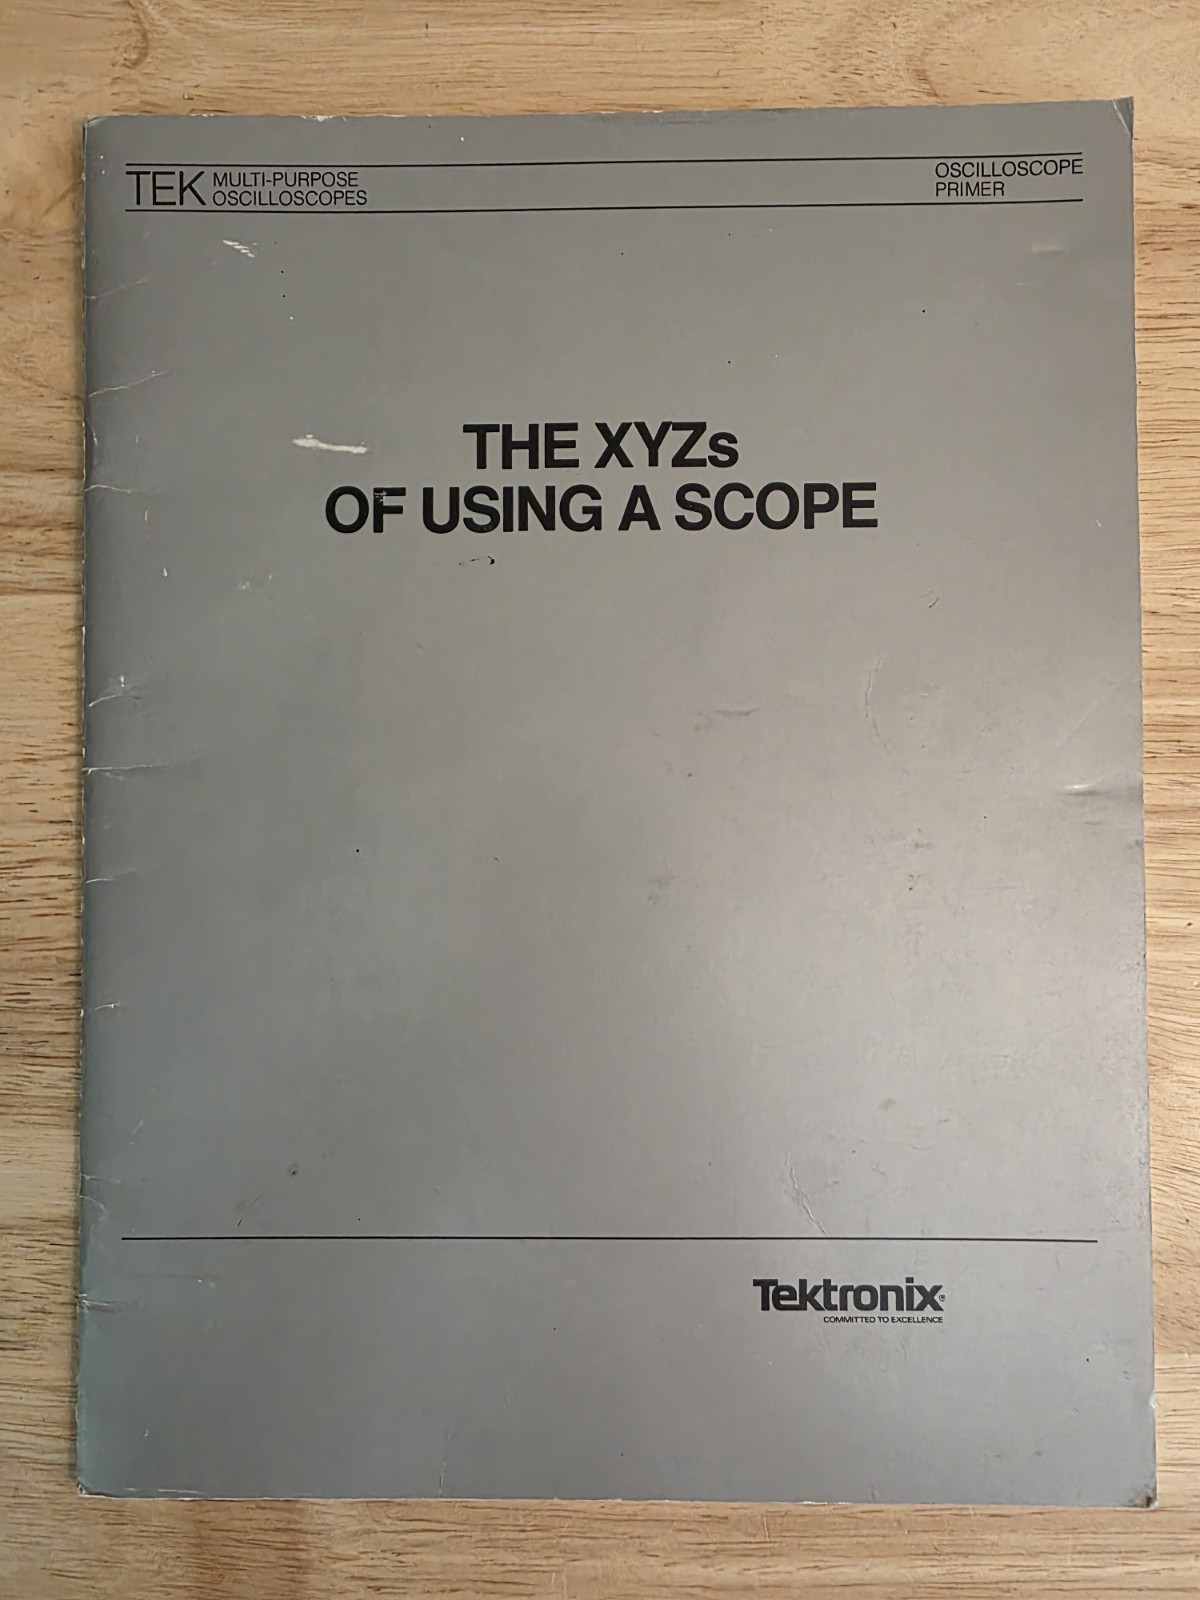 TEK MULTI-PURPOSE
OSCILLOSCOPES
OSCILLOSCOPE
PRIMER
THE XYZs
OF USING A SCOPE
Tektronix®
COMMITTED TO EXCELLENCE